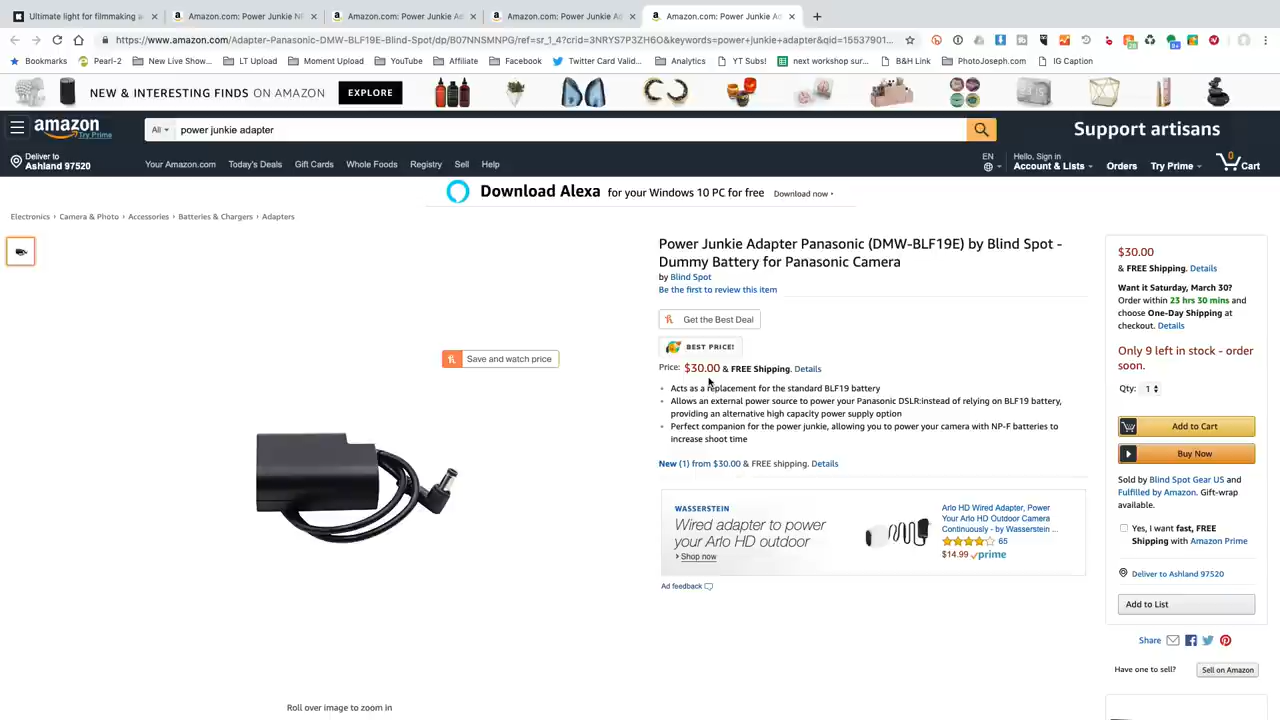 Ultimate light for filmmaking a
Amazon.com: Power Junkie NP
Amazon.com: Power Junkie Ad
Amazon.com: Power Junkie Ad
Amazon.com: Power Junkie Ad
https://www.amazon.com/Adapter-Panasonic-DMW-BLF19E-Blind-Spot/dp/B07NNSMNPG/ref=sr_1_4?crid=3NRYS7P3ZH6O&keywords=power+junkie+adapter&qid=15537901...
Bookmarks
Pearl-2
New Live Show...
LT Upload
Moment Upload
YouTube
Affiliate
Facebook
Twitter Card Valid...
Analytics
YT Subs!
next workshop sur...
B&H Link
PhotoJoseph.com
IG Caption
NEW & INTERESTING FINDS ON AMAZON
EXPLORE
amazon
Try Prime
All
power junkie adapter
Support artisans
Deliver to
Ashland 97520
Your Amazon.com
Today's Deals
Gift Cards
Whole Foods
Registry
Sell
Help
EN
Hello, Sign in
Account & Lists
Orders
Try Prime
0
Cart
Download Alexa for your Windows 10 PC for free Download now ›
Electronics › Camera & Photo › Accessories › Batteries & Chargers › Adapters
Power Junkie Adapter Panasonic (DMW-BLF19E) by Blind Spot -
Dummy Battery for Panasonic Camera
by Blind Spot
Be the first to review this item
Get the Best Deal
BEST PRICE!
Price: $30.00 & FREE Shipping. Details
Save and watch price
• Acts as a replacement for the standard BLF19 battery
• Allows an external power source to power your Panasonic DSLR:instead of relying on BLF19 battery,
providing an alternative high capacity power supply option
• Perfect companion for the power junkie, allowing you to power your camera with NP-F batteries to
increase shoot time
New (1) from $30.00 & FREE shipping. Details
WASSERSTEIN
Wired adapter to power
your Arlo HD outdoor
› Shop now
Arlo HD Wired Adapter, Power
Your Arlo HD Outdoor Camera
Continuously - by Wasserstein ...
65
$14.99 prime
Ad feedback
Roll over image to zoom in
$30.00
& FREE Shipping. Details
Want it Saturday, March 30?
Order within 23 hrs 30 mins and
choose One-Day Shipping at
checkout. Details
Only 9 left in stock - order
soon.
Qty: 1
Add to Cart
Buy Now
Sold by Blind Spot Gear US and
Fulfilled by Amazon. Gift-wrap
available.
Yes, I want fast, FREE
Shipping with Amazon Prime
Deliver to Ashland 97520
Add to List
Share
Have one to sell?
Sell on Amazon